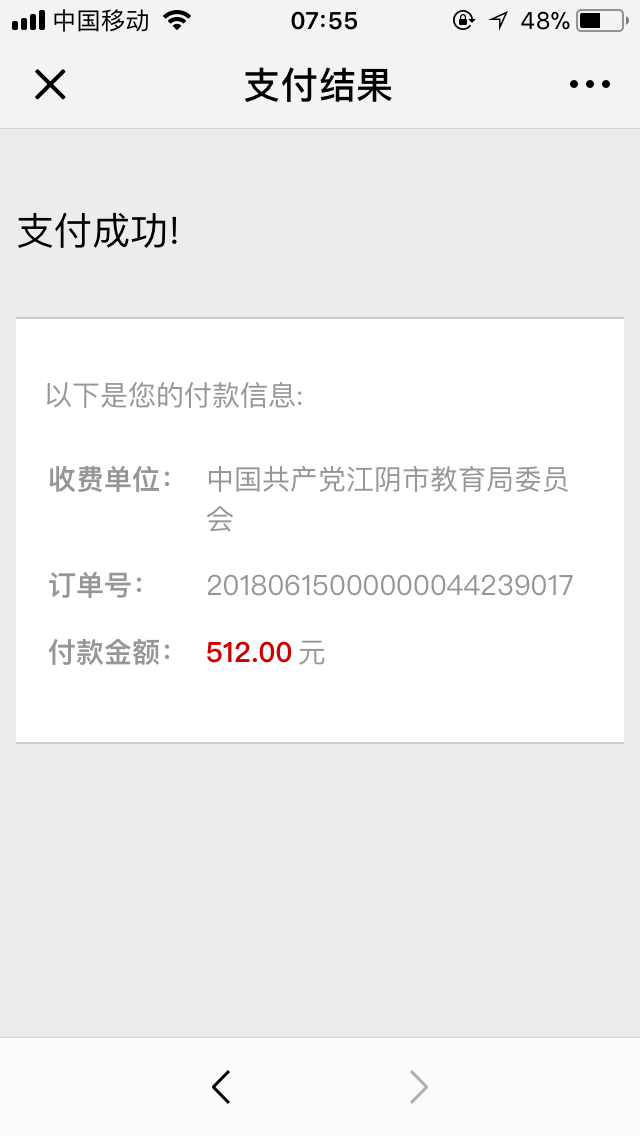 中国移动 07:55 48%
支付结果
支付成功!
以下是您的付款信息:
收费单位: 中国共产党江阴市教育局委员
会
订单号: 20180615000000044239017
付款金额: 512.00 元